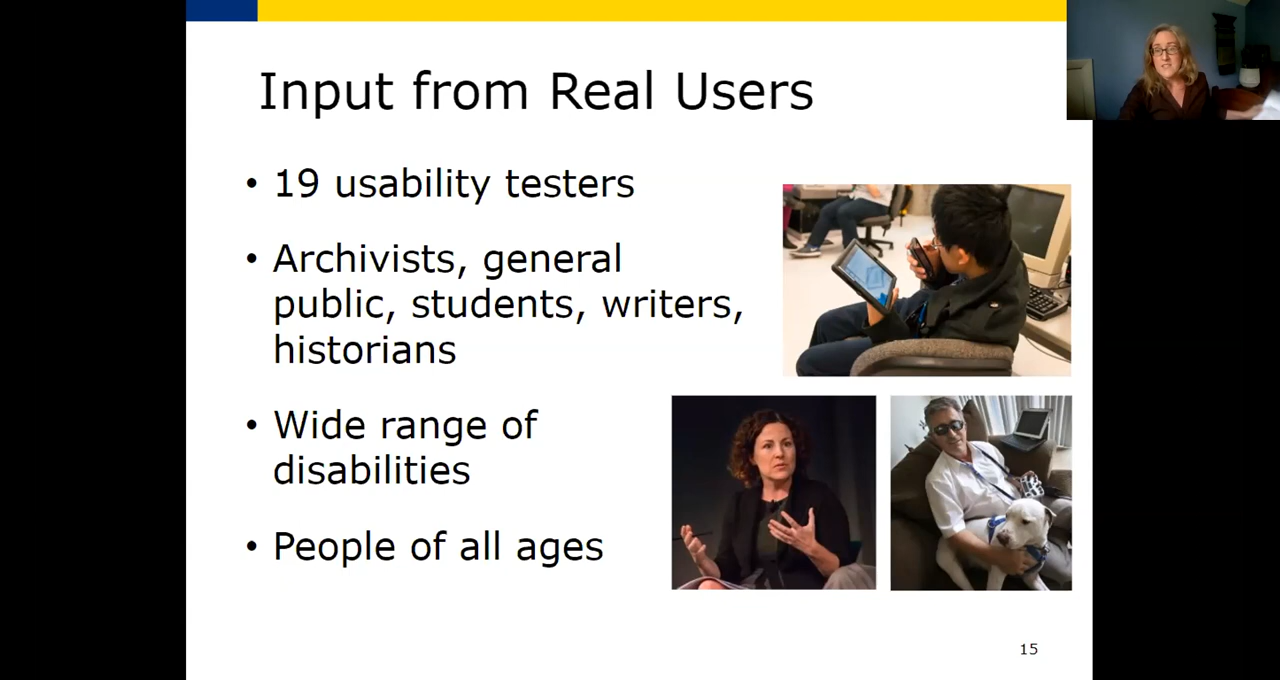 Input from Real Users
• 19 usability testers
• Archivists, general
public, students, writers,
historians
• Wide range of
disabilities
• People of all ages
15